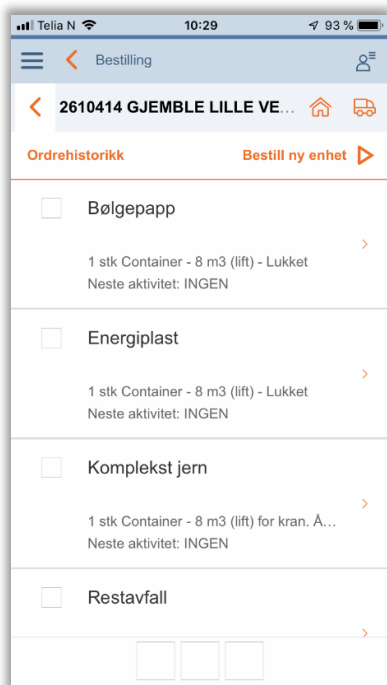 Telia N 10:29 93 %
Bestilling
2610414 GJEMBLE LILLE VE...
Ordrehistorikk Bestill ny enhet
Bølgepapp
1 stk Container - 8 m3 (lift) - Lukket
Neste aktivitet: INGEN
Energiplast
1 stk Container - 8 m3 (lift) - Lukket
Neste aktivitet: INGEN
Komplekst jern
1 stk Container - 8 m3 (lift) for kran. Å...
Neste aktivitet: INGEN
Restavfall